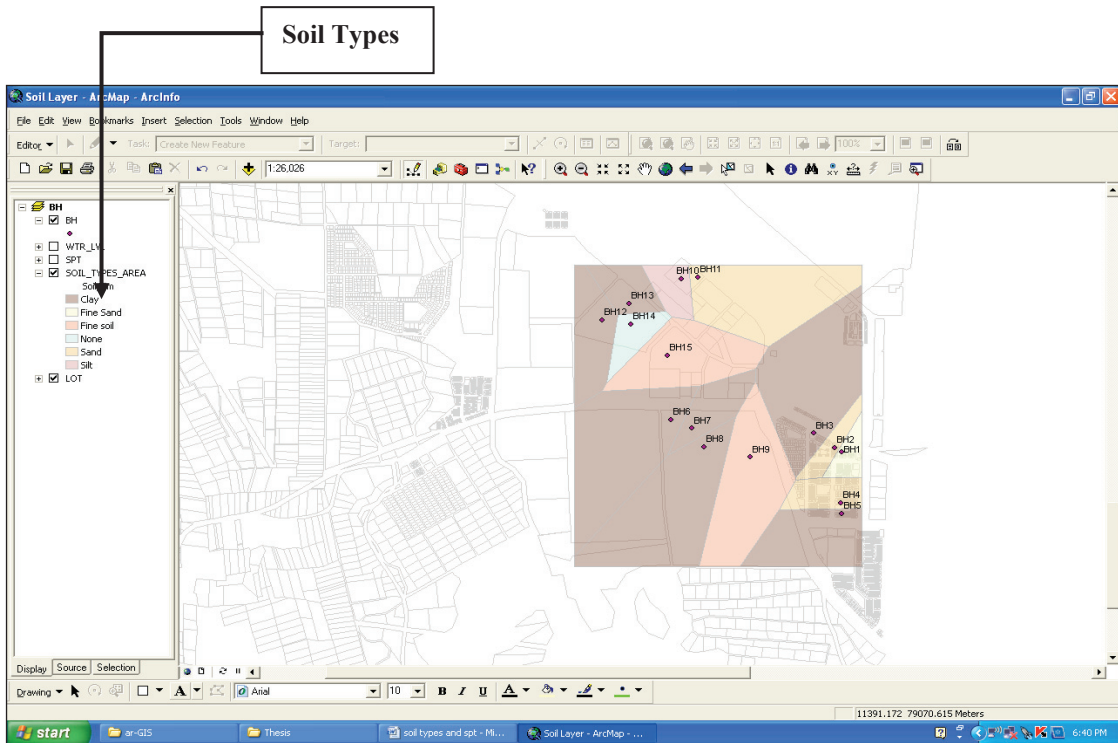 Soil Types
Soil Layer - ArcMap - ArcInfo
File Edit View Bookmarks Insert Selection Tools Window Help
Editor Task: Create New Feature Target: 100%
1:26,026
BH
BH
WTR_LVL
SPT
SOIL_TYPES_AREA
Clay
Fine Sand
Fine soil
None
Sand
Silt
LOT
BH10 BH11
BH13
BH12
BH14
BH15
BH6
BH7
BH3
BH8
BH2
BH9
BH1
BH4
BH5
Display Source Selection
Drawing A Arial 10 B I U A
11391.172 79070.615 Meters
start ar-GIS Thesis soil types and spt - Mi... Soil Layer - ArcMap - ... 6:40 PM